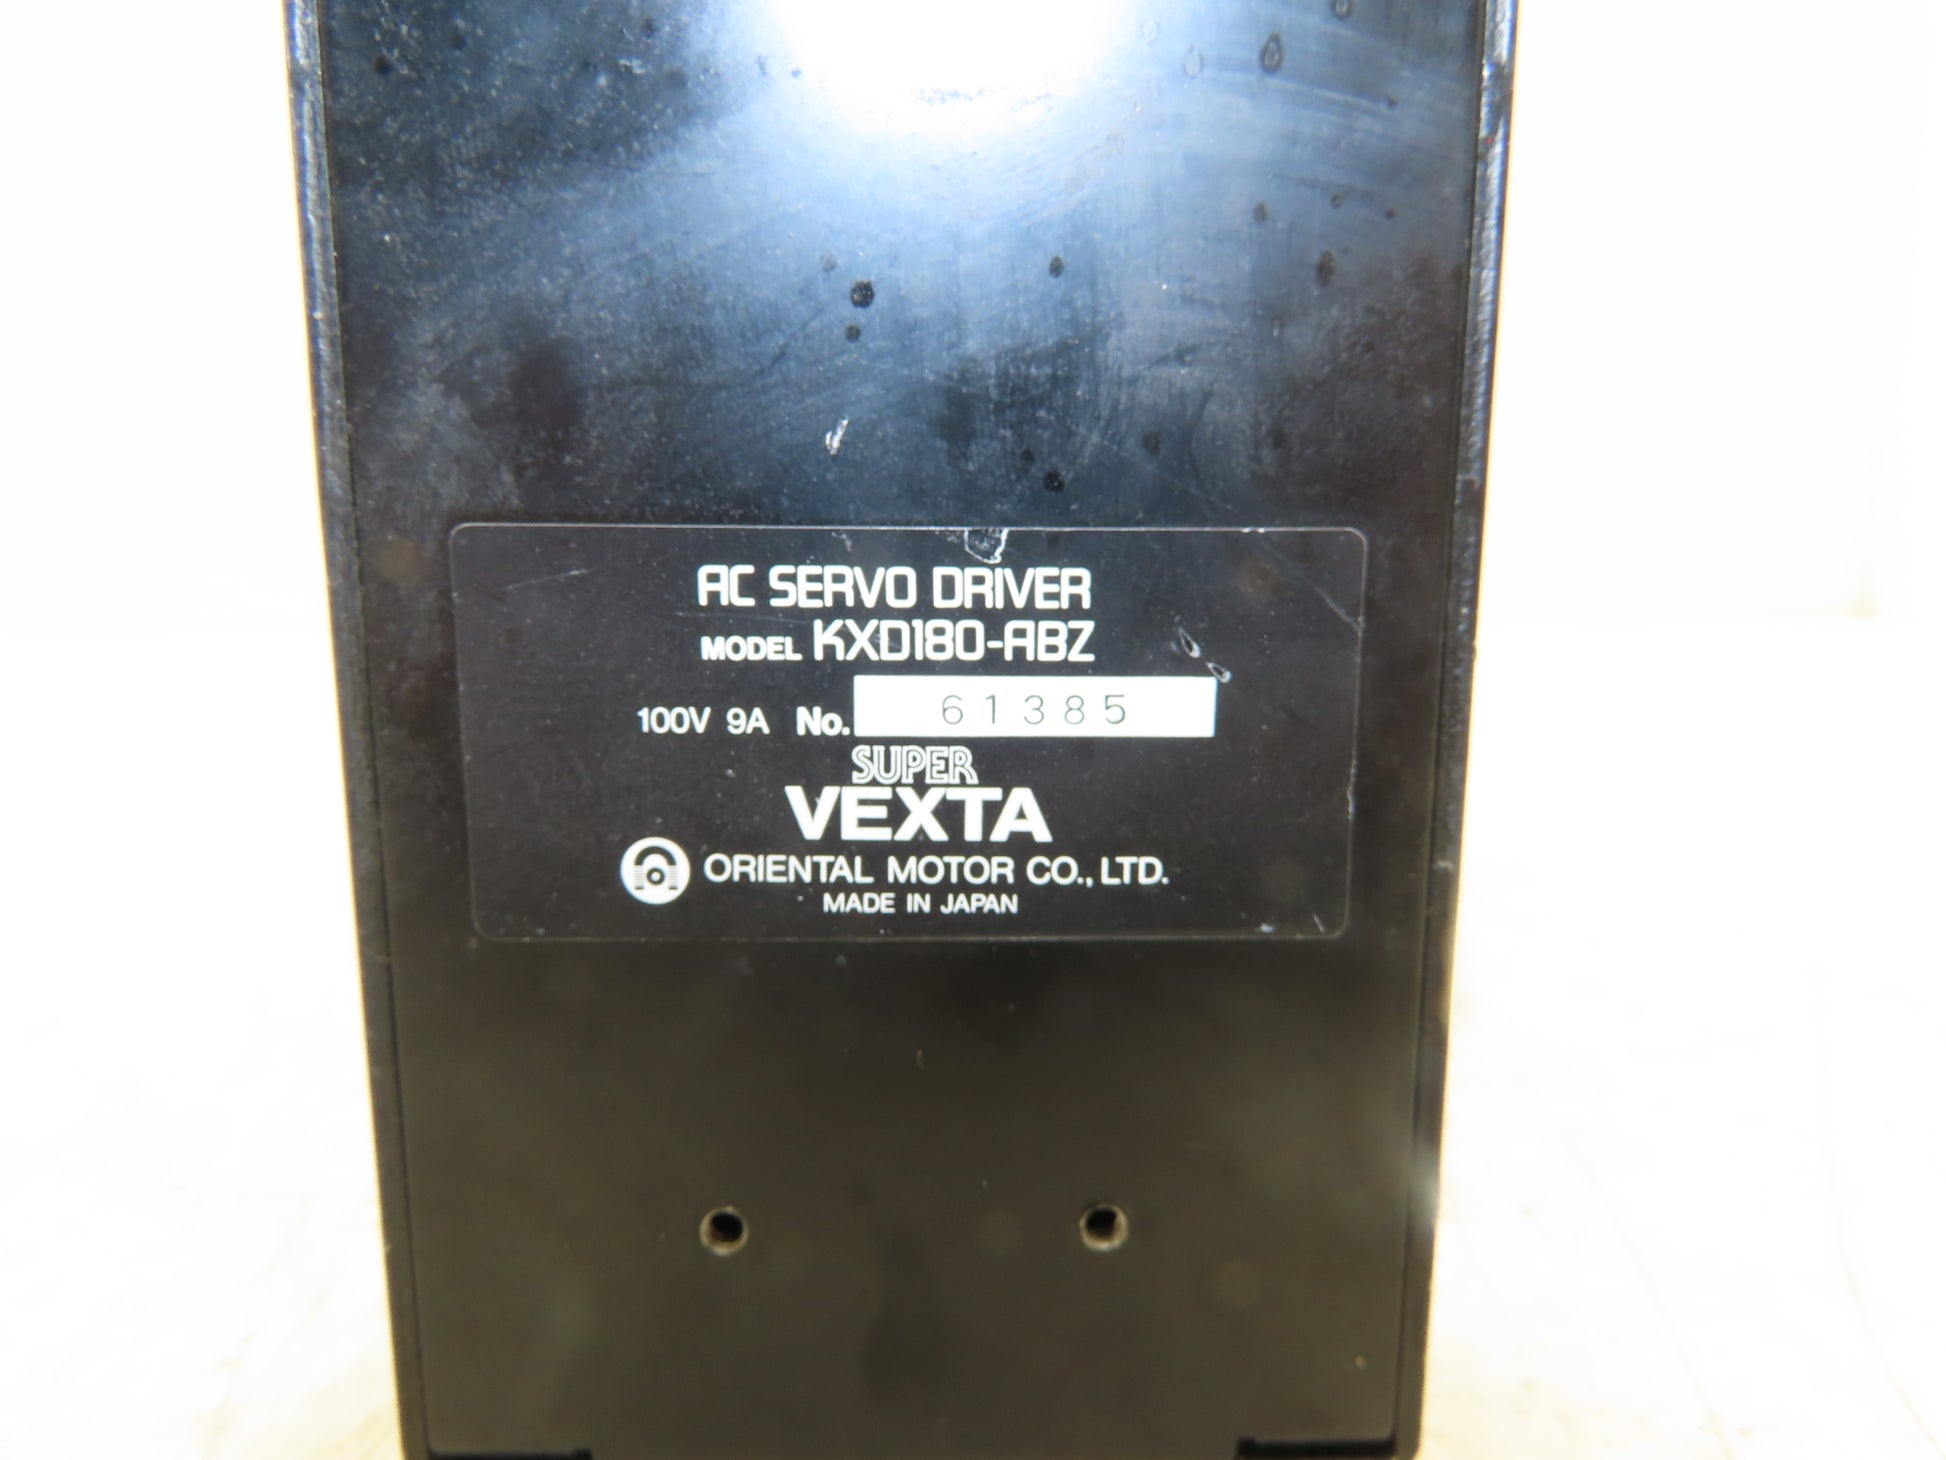 AC SERVO DRIVER
MODEL KXD180-ABZ
100V 9A No. 61385
SUPER
VEXTA
ORIENTAL MOTOR CO., LTD.
MADE IN JAPAN